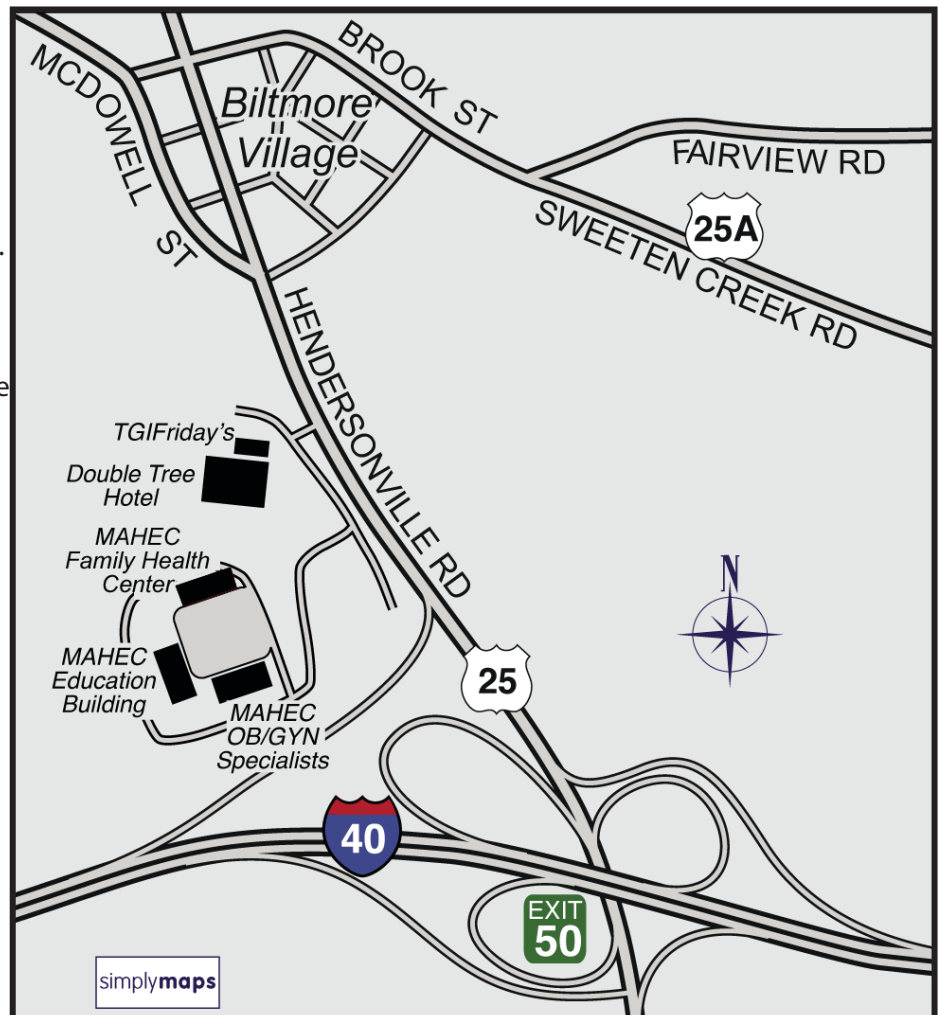 MCDOWELL
ST
BROOK ST
Biltmore
Village
FAIRVIEW RD
25A
SWEETEN CREEK RD
.
e
HENDERSONVILLE RD
TGIFriday's
Double Tree
Hotel
MAHEC
Family Health
Center
N
MAHEC
Education
Building
25
MAHEC
OB/GYN
Specialists
40
EXIT
50
simplymaps